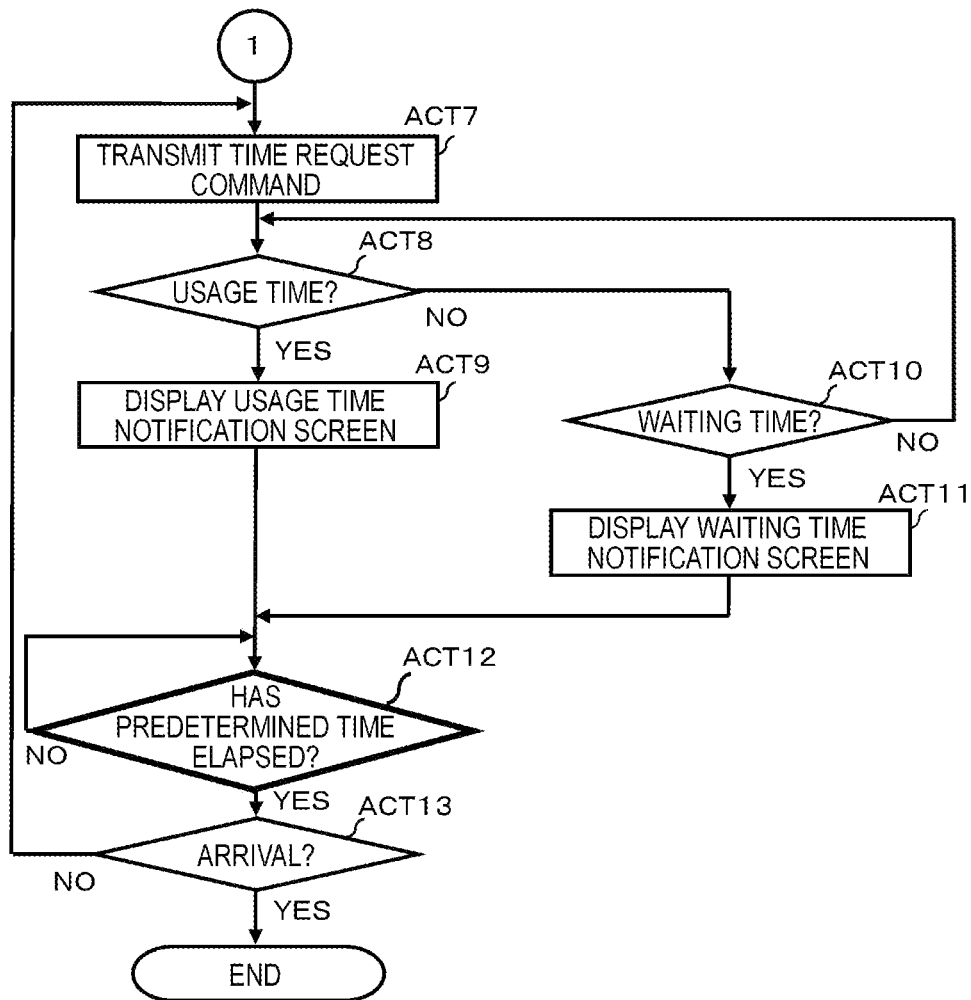 1
ACT7
TRANSMIT TIME REQUEST
COMMAND
ACT8
USAGE TIME?
NO
YES
ACT9
DISPLAY USAGE TIME
NOTIFICATION SCREEN
ACT10
WAITING TIME?
NO
YES
ACT11
DISPLAY WAITING TIME
NOTIFICATION SCREEN
ACT12
HAS
PREDETERMINED TIME
ELAPSED?
NO
YES
ACT13
ARRIVAL?
NO
YES
END